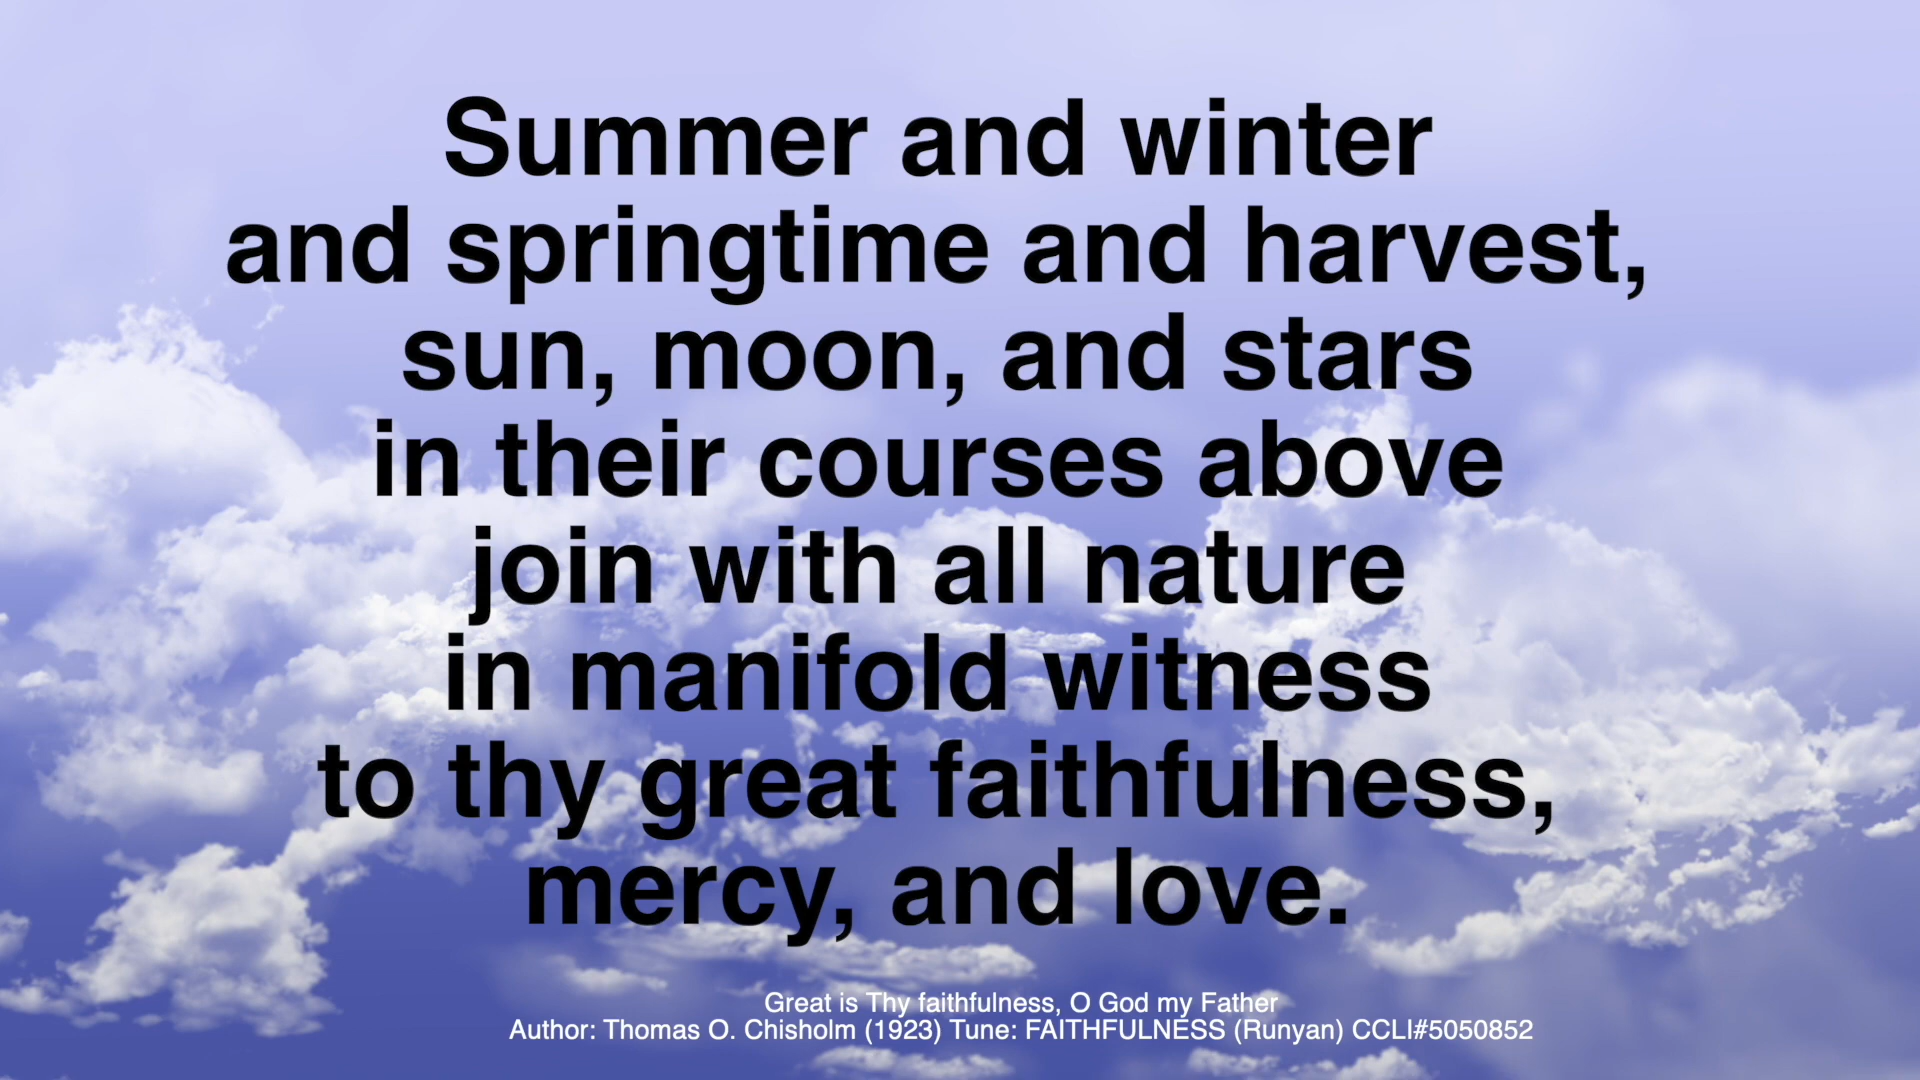 Summer and winter
and springtime and harvest,
sun, moon, and stars
in their courses above
join with all nature
in manifold witness
to thy great faithfulness,
mercy, and love.
Great is Thy faithfulness, O God my Father
Author: Thomas O. Chisholm (1923) Tune: FAITHFULNESS (Runyan) CCLI#5050852